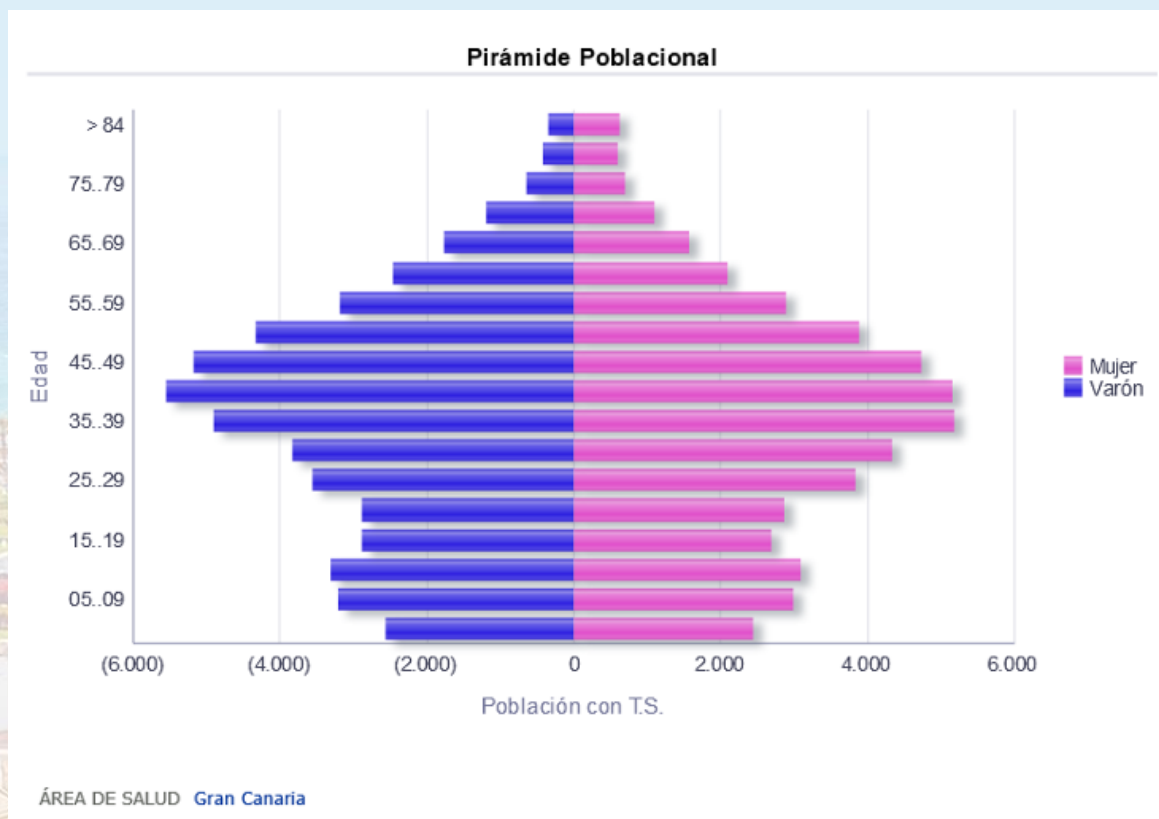 Pirámide Poblacional
> 84
75..79
65..69
55..59
45..49
35..39
25..29
15..19
05..09
Edad
(6.000) (4.000) (2.000) 0 2.000 4.000 6.000
Población con T.S.
Mujer
Varón
ÁREA DE SALUD Gran Canaria